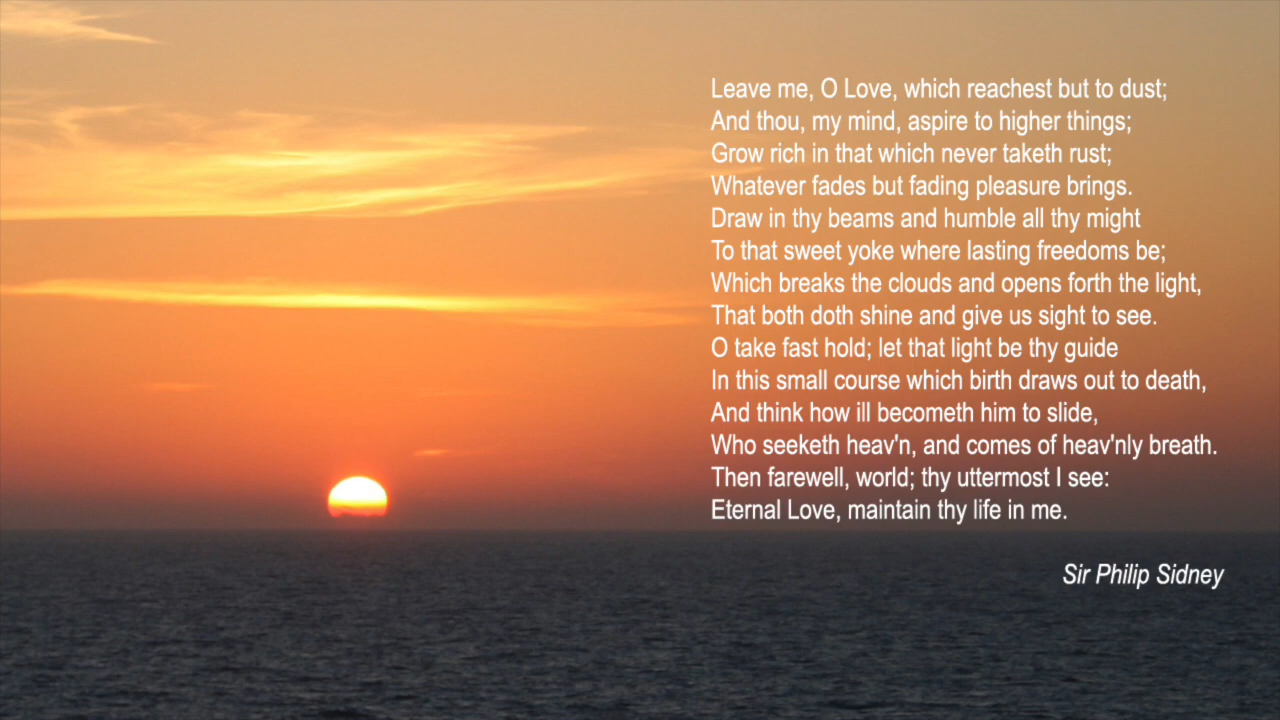 Leave me, O Love, which reachest but to dust;
And thou, my mind, aspire to higher things;
Grow rich in that which never taketh rust;
Whatever fades but fading pleasure brings.
Draw in thy beams and humble all thy might
To that sweet yoke where lasting freedoms be;
Which breaks the clouds and opens forth the light,
That both doth shine and give us sight to see.
O take fast hold; let that light be thy guide
In this small course which birth draws out to death,
And think how ill becometh him to slide,
Who seeketh heav'n, and comes of heav'nly breath.
Then farewell, world; thy uttermost I see:
Eternal Love, maintain thy life in me.
Sir Philip Sidney